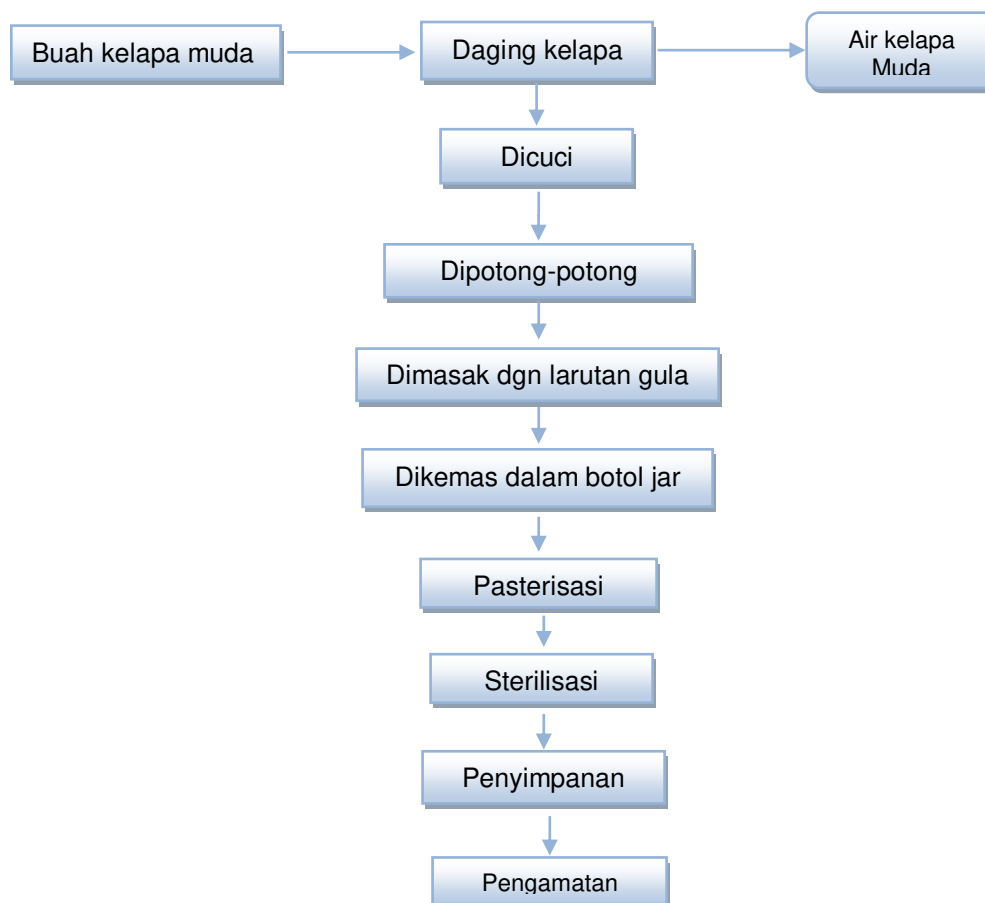 Buah kelapa muda
Daging kelapa
Air kelapa
Muda
Dicuci
Dipotong-potong
Dimasak dgn larutan gula
Dikemas dalam botol jar
Pasterisasi
Sterilisasi
Penyimpanan
Pengamatan